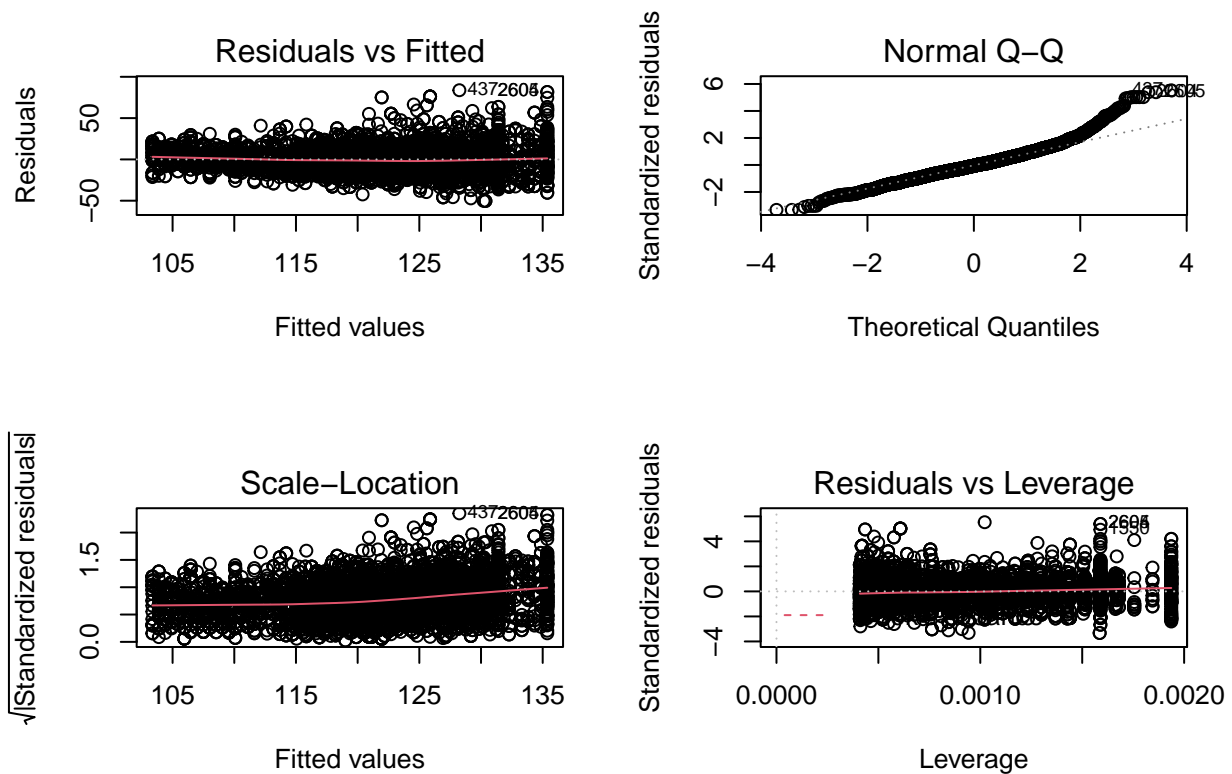 Residuals vs Fitted
Residuals
−50
50
105
115
125
135
Fitted values
4372
Normal Q−Q
Standardized residuals
−2
2
6
−4
−2
0
2
4
Theoretical Quantiles
Scale−Location
√|Standardized residuals|
0.0
1.5
105
115
125
135
Fitted values
4372
Residuals vs Leverage
Standardized residuals
−4
0
4
0.0000
0.0010
0.0020
Leverage